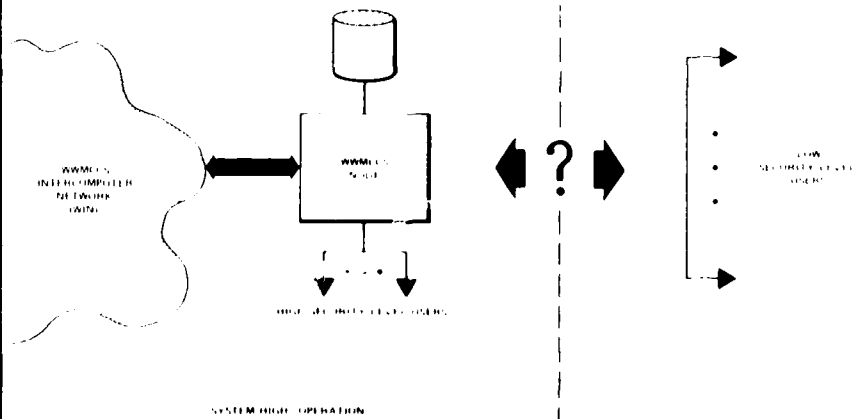 WWMCCS
INTERCOMPUTER
NETWORK
(WIN)
WWMCCS
NODE
?
LOW
SECURITY LEVEL
USERS
HIGH SECURITY LEVEL USERS
SYSTEM HIGH OPERATION